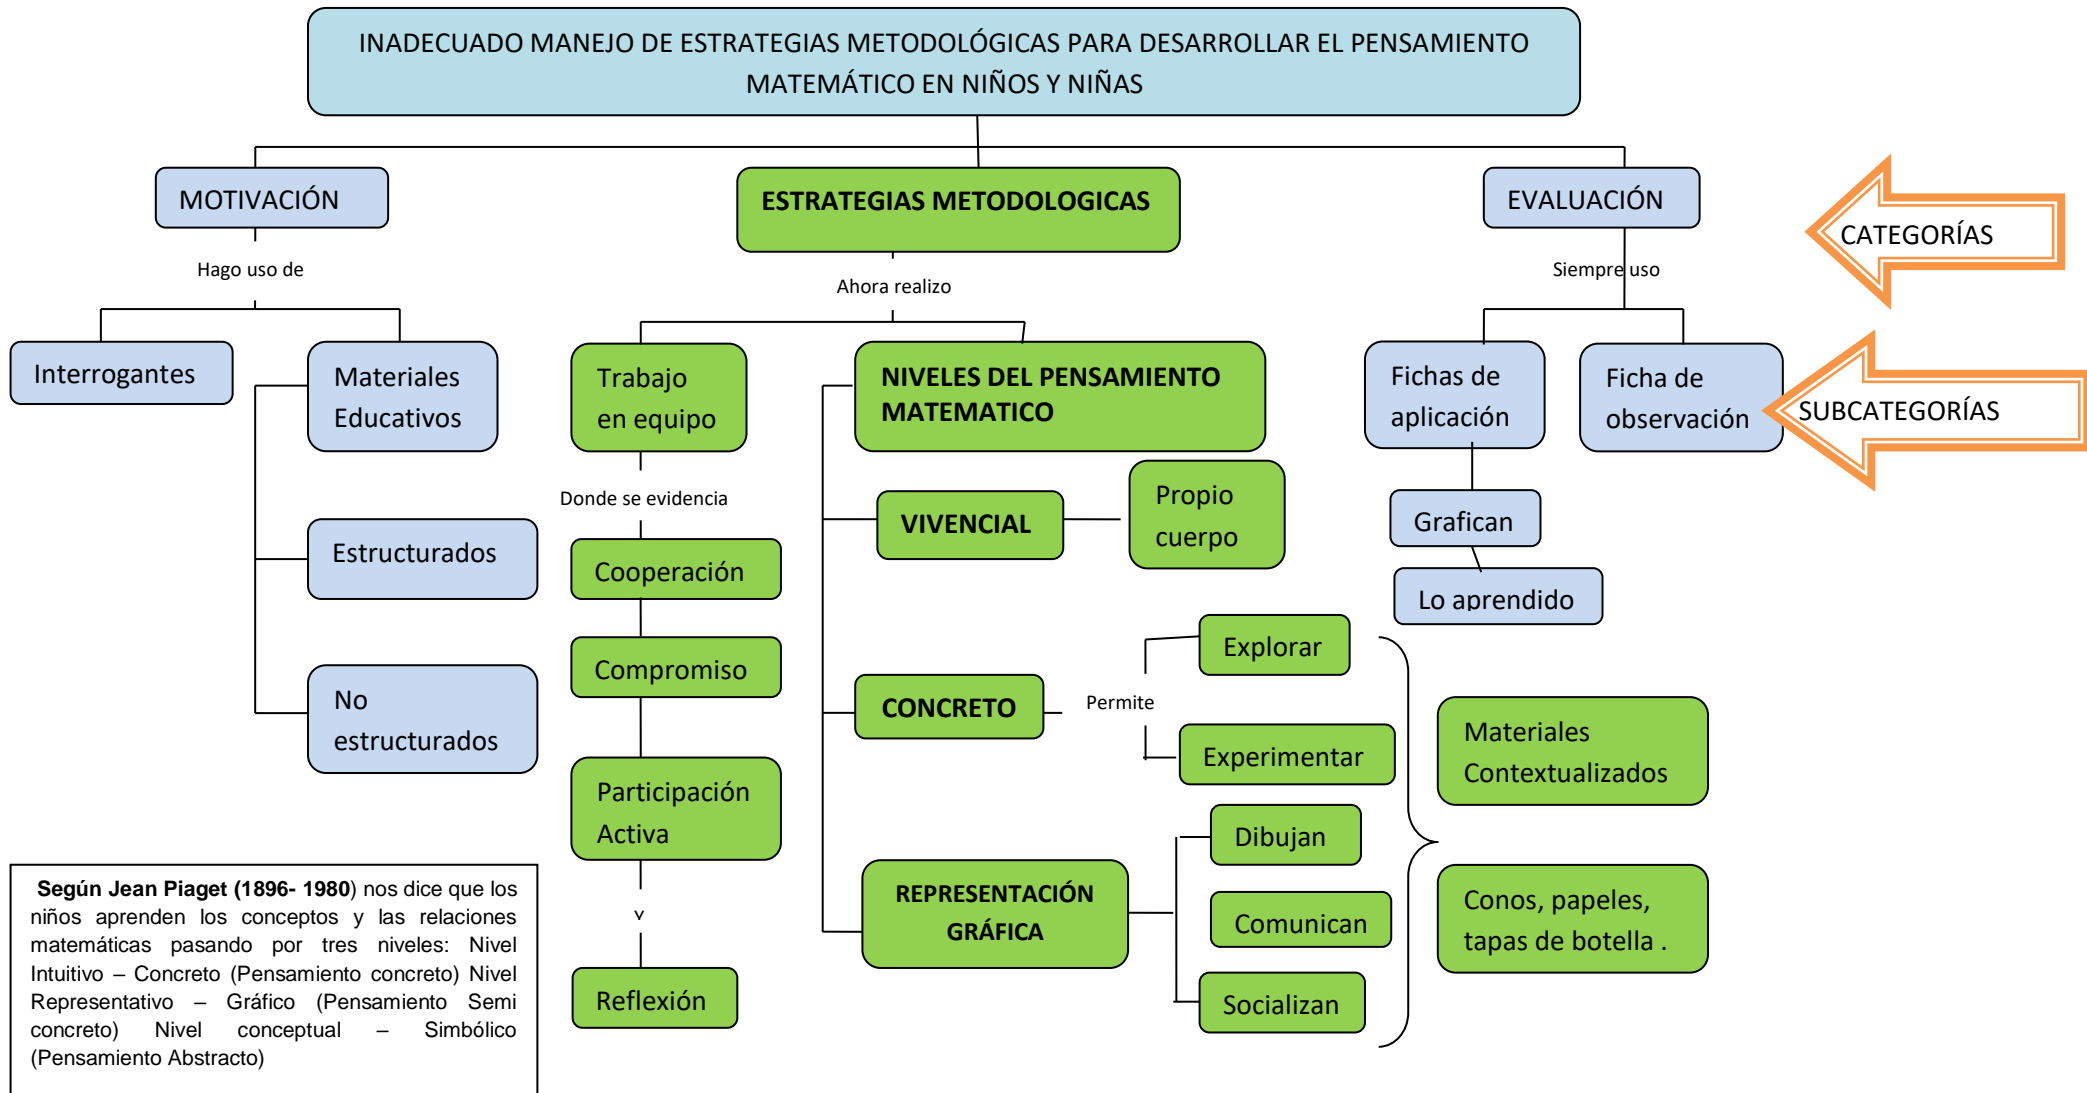 INADECUADO MANEJO DE ESTRATEGIAS METODOLÓGICAS PARA DESARROLLAR EL PENSAMIENTO
MATEMÁTICO EN NIÑOS Y NIÑAS
MOTIVACIÓN
ESTRATEGIAS METODOLOGICAS
EVALUACIÓN
CATEGORÍAS
Hago uso de
Ahora realizo
Siempre uso
Interrogantes
Materiales
Educativos
Trabajo
en equipo
NIVELES DEL PENSAMIENTO
MATEMATICO
Fichas de
aplicación
Ficha de
observación
SUBCATEGORÍAS
Donde se evidencia
VIVENCIAL
Propio
cuerpo
Grafican
Estructurados
Cooperación
Lo aprendido
Compromiso
Explorar
No
estructurados
CONCRETO
Permite
Experimentar
Materiales
Contextualizados
Participación
Activa
Dibujan
REPRESENTACIÓN
GRÁFICA
Comunican
Conos, papeles,
tapas de botella .
v
Reflexión
Socializan
Según Jean Piaget (1896- 1980) nos dice que los
niños aprenden los conceptos y las relaciones
matemáticas pasando por tres niveles: Nivel
Intuitivo – Concreto (Pensamiento concreto) Nivel
Representativo – Gráfico (Pensamiento Semi
concreto) Nivel conceptual – Simbólico
(Pensamiento Abstracto)